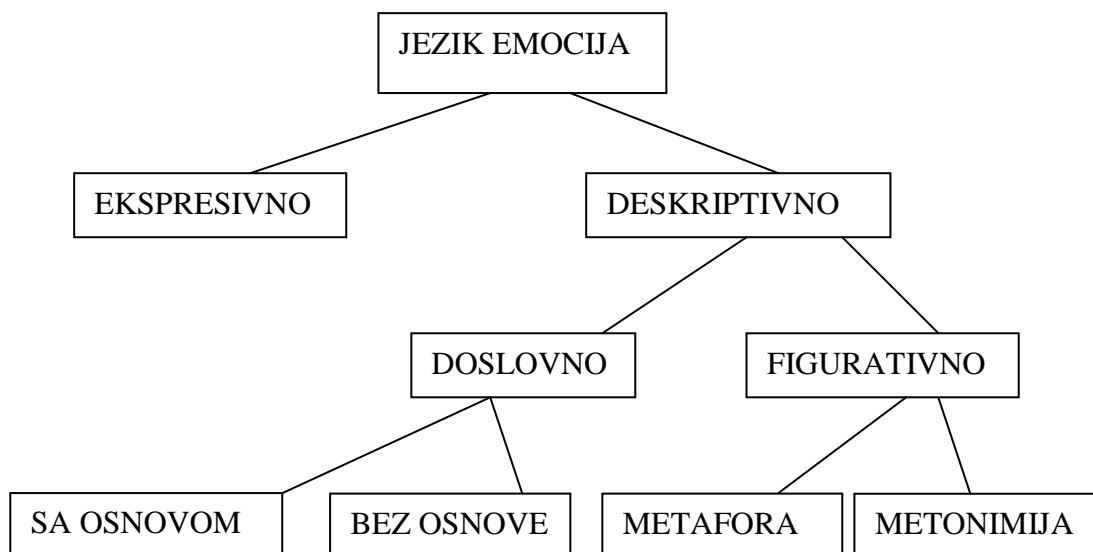 JEZIK EMOCIJA
EKSPRESIVNO
DESKRIPTIVNO
DOSLOVNO
FIGURATIVNO
SA OSNOVOM
BEZ OSNOVE
METAFORA
METONIMIJA